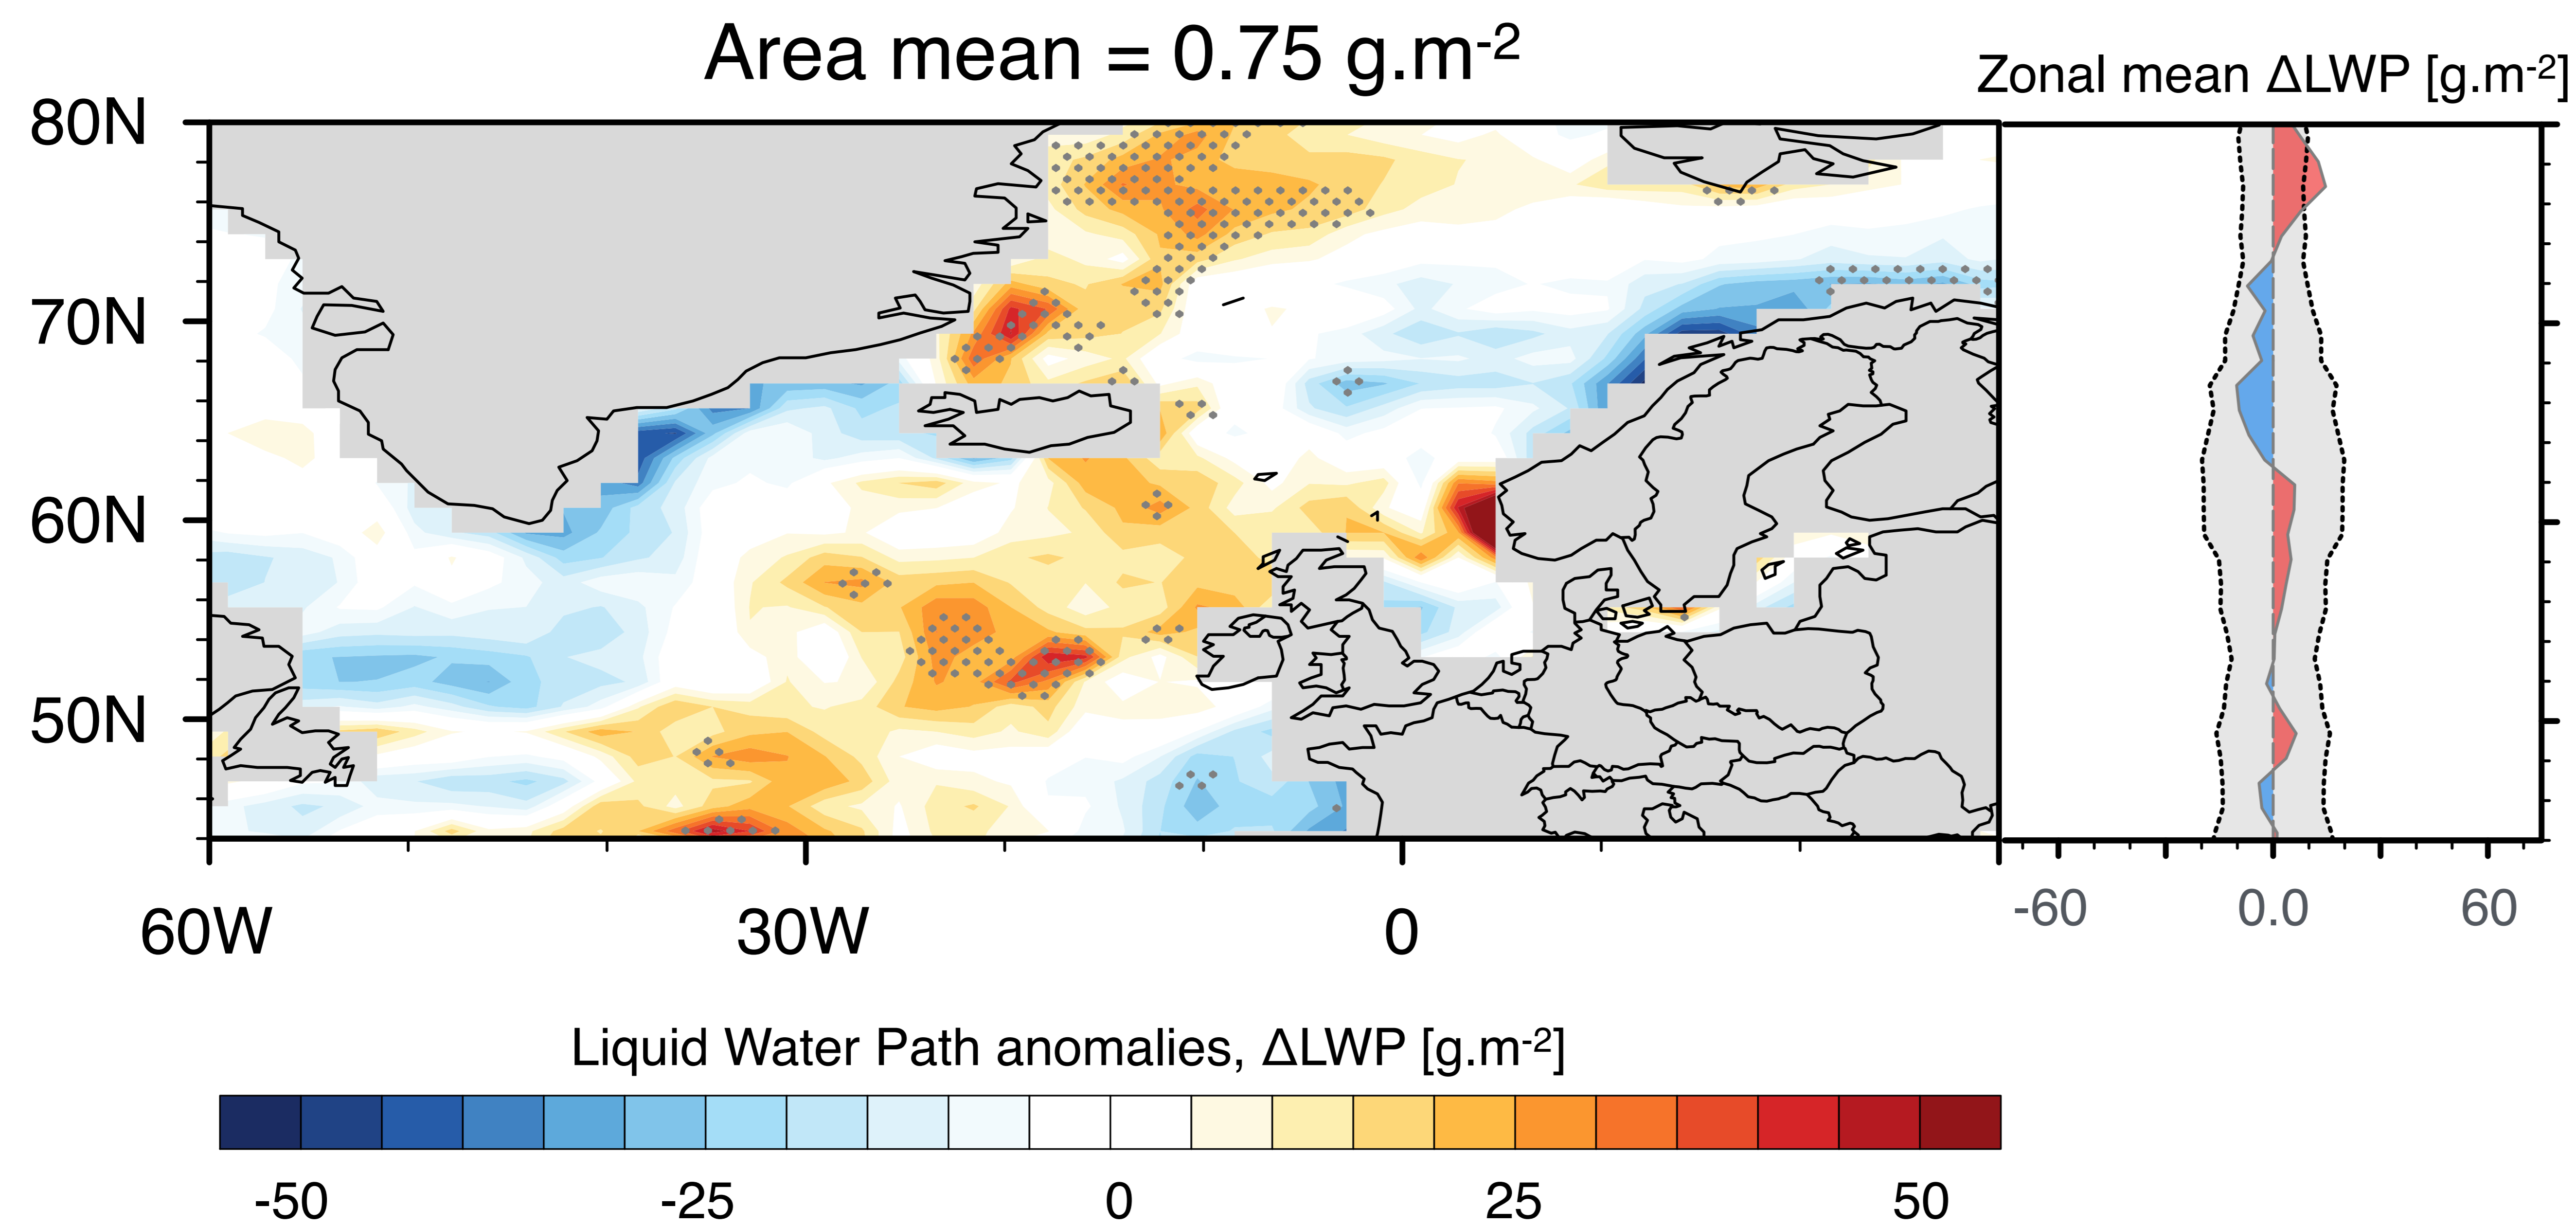 Area mean = 0.75 g.m-2
Zonal mean ΔLWP [g.m-2]
80N
70N
60N
50N
60W 30W 0
-60 0.0 60
Liquid Water Path anomalies, ΔLWP [g.m-2]
-50 -25 0 25 50